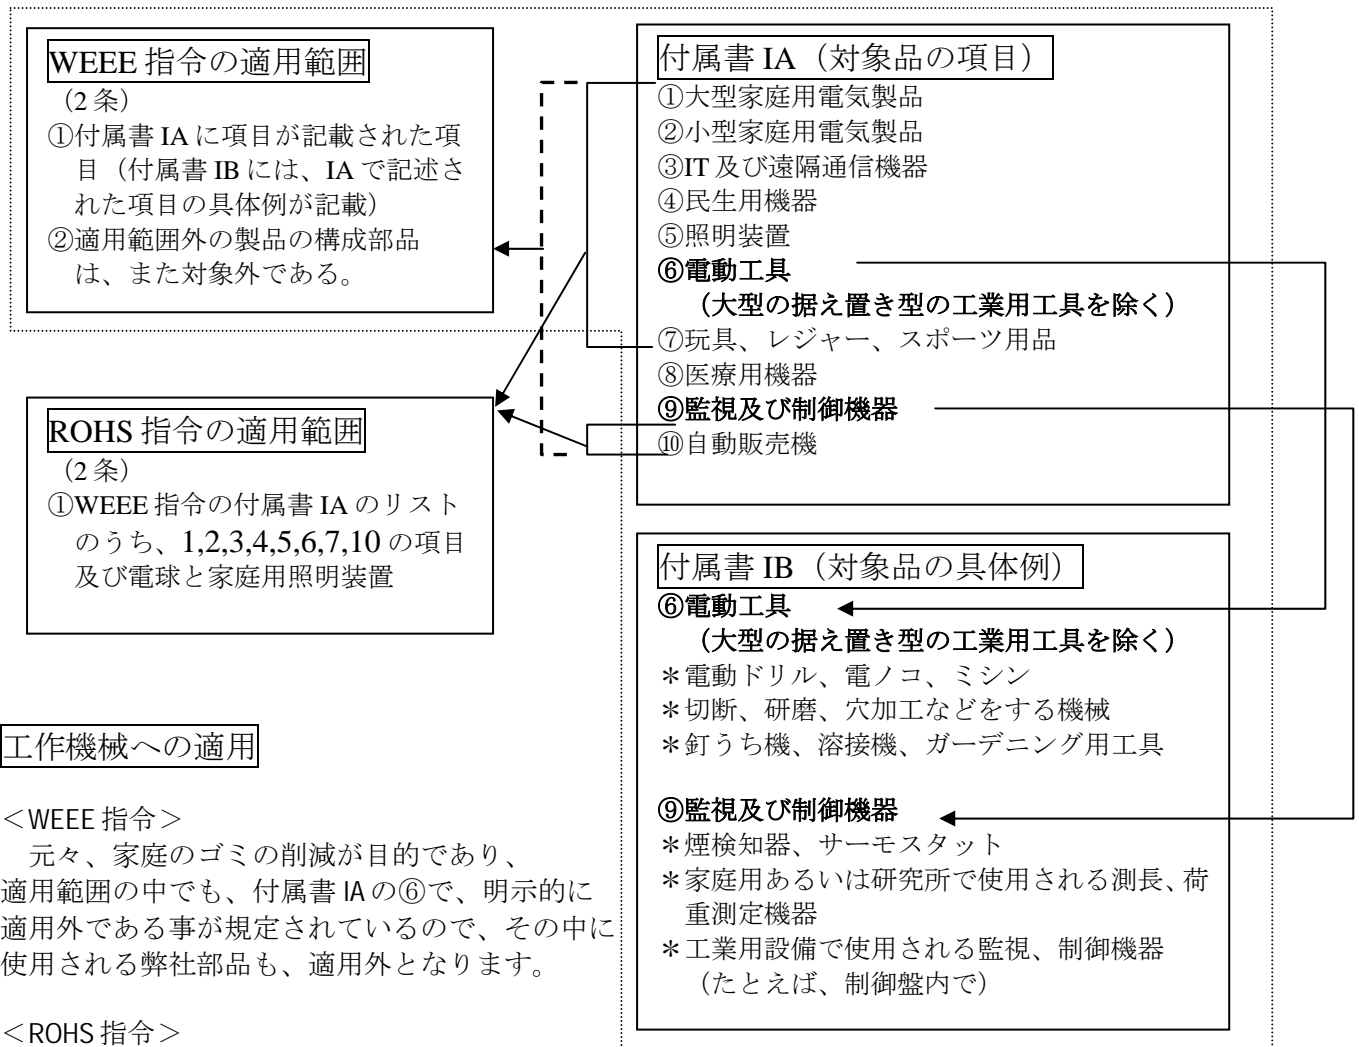 WEEE 指令の適用範囲
（2 条）
①付属書 IA に項目が記載された項
目（付属書 IB には、IA で記述さ
れた項目の具体例が記載）
②適用範囲外の製品の構成部品
は、また対象外である。
ROHS 指令の適用範囲
（2 条）
①WEEE 指令の付属書 IA のリスト
のうち、1,2,3,4,5,6,7,10 の項目
及び電球と家庭用照明装置
付属書 IA（対象品の項目）
①大型家庭用電気製品
②小型家庭用電気製品
③IT 及び遠隔通信機器
④民生用機器
⑤照明装置
⑥電動工具
（大型の据え置き型の工業用工具を除く）
⑦玩具、レジャー、スポーツ用品
⑧医療用機器
⑨監視及び制御機器
⑩自動販売機
付属書 IB（対象品の具体例）
⑥電動工具
（大型の据え置き型の工業用工具を除く）
＊電動ドリル、電ノコ、ミシン
＊切断、研磨、穴加工などをする機械
＊釘うち機、溶接機、ガーデニング用工具
⑨監視及び制御機器
＊煙検知器、サーモスタット
＊家庭用あるいは研究所で使用される測長、荷
重測定機器
＊工業用設備で使用される監視、制御機器
（たとえば、制御盤内で）
工作機械への適用
＜WEEE 指令＞
元々、家庭のゴミの削減が目的であり、
適用範囲の中でも、付属書 IA の⑥で、明示的に
適用外である事が規定されているので、その中に
使用される弊社部品も、適用外となります。
＜ROHS 指令＞